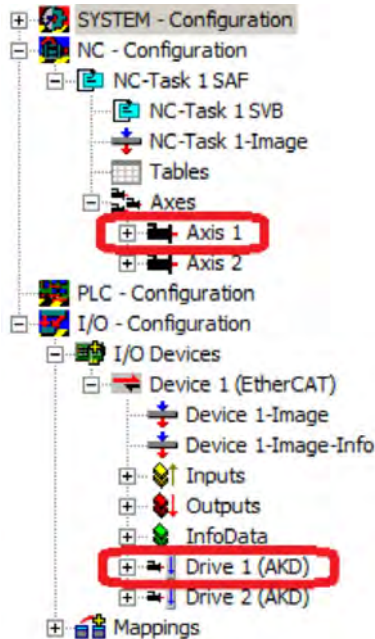 SYSTEM - Configuration
NC - Configuration
NC-Task 1 SAF
NC-Task 1 SVB
NC-Task 1-Image
Tables
Axes
Axis 1
Axis 2
PLC - Configuration
I/O - Configuration
I/O Devices
Device 1 (EtherCAT)
Device 1-Image
Device 1-Image-Info
Inputs
Outputs
InfoData
Drive 1 (AKD)
Drive 2 (AKD)
Mappings